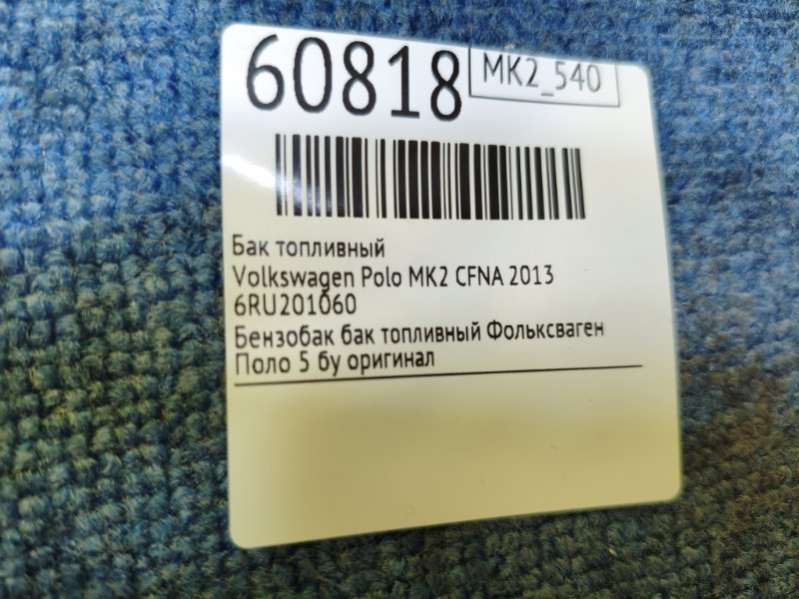 60818
MK2_540
Бак топливный
Volkswagen Polo MK2 CFNA 2013
6RU201060
Бензобак бак топливный Фольксваген
Поло 5 бу оригинал